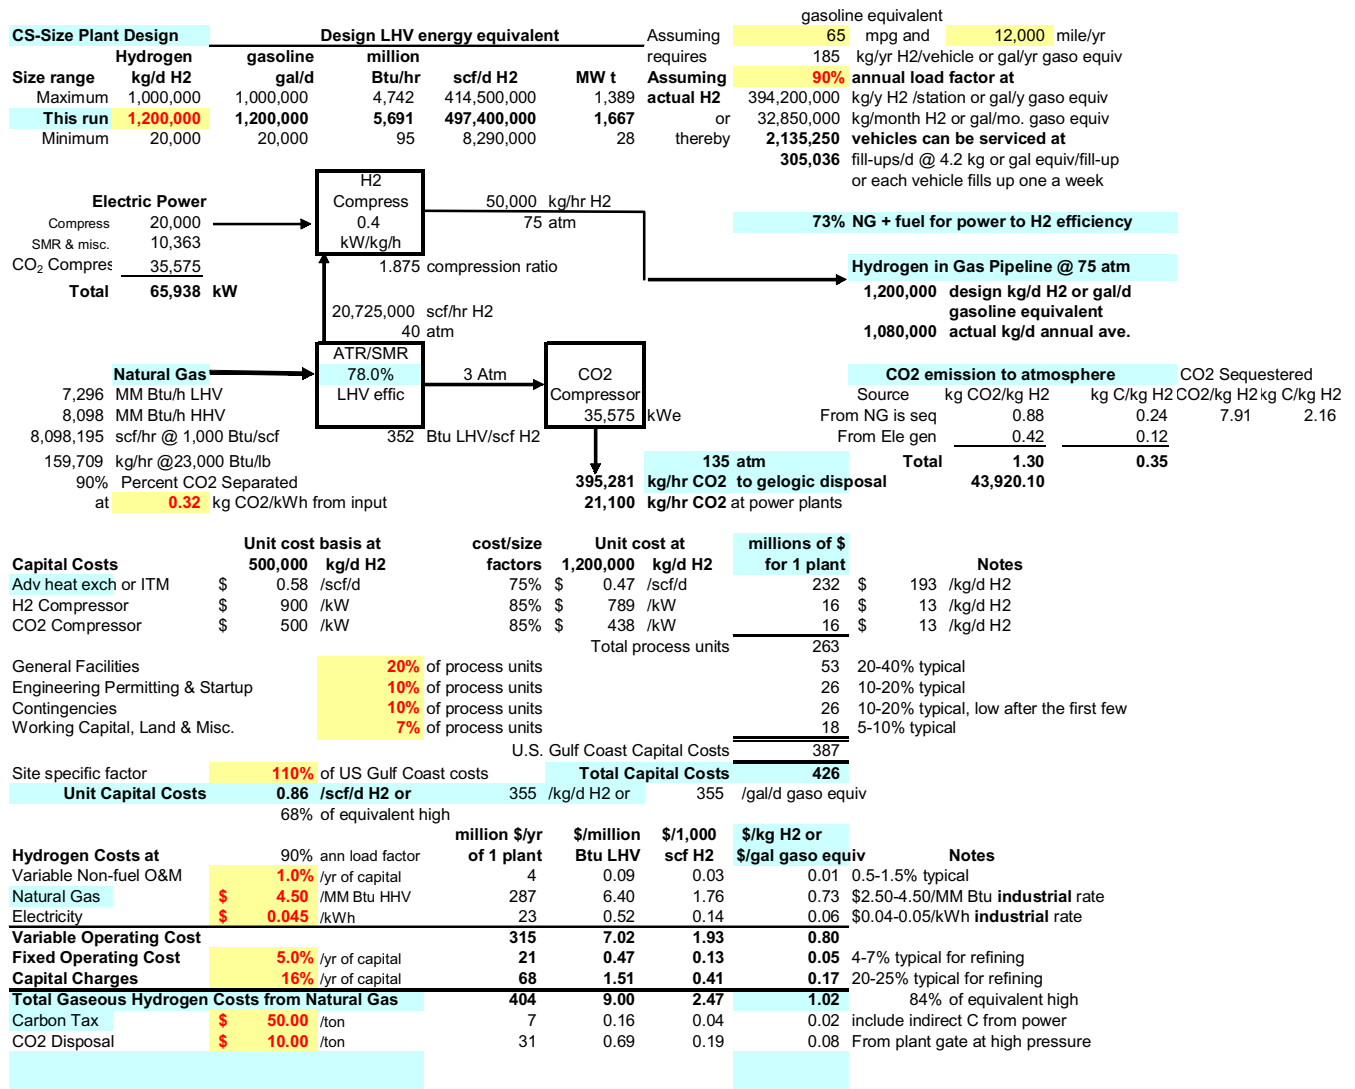 gasoline equivalent
CS-Size Plant Design Design LHV energy equivalent Assuming 65 mpg and 12,000 mile/yr
Hydrogen gasoline million requires 185 kg/yr H2/vehicle or gal/yr gaso equiv
Size range kg/d H2 gal/d Btu/hr scf/d H2 MW t Assuming 90% annual load factor at
Maximum 1,000,000 1,000,000 4,742 414,500,000 1,389 actual H2 394,200,000 kg/y H2 /station or gal/y gaso equiv
This run 1,200,000 1,200,000 5,691 497,400,000 1,667 or 32,850,000 kg/month H2 or gal/mo. gaso equiv
Minimum 20,000 20,000 95 8,290,000 28 thereby 2,135,250 vehicles can be serviced at
305,036 fill-ups/d @ 4.2 kg or gal equiv/fill-up
H2 or each vehicle fills up one a week
Electric Power Compress 50,000 kg/hr H2
Compress 20,000 0.4 75 atm 73% NG + fuel for power to H2 efficiency
SMR & misc. 10,363 kW/kg/h
CO2 Compres 35,575 1.875 compression ratio Hydrogen in Gas Pipeline @ 75 atm
Total 65,938 kW 1,200,000 design kg/d H2 or gal/d
20,725,000 scf/hr H2 gasoline equivalent
40 atm 1,080,000 actual kg/d annual ave.
ATR/SMR
Natural Gas 78.0% 3 Atm CO2 CO2 emission to atmosphere CO2 Sequestered
7,296 MM Btu/h LHV LHV effic Compressor Source kg CO2/kg H2 kg C/kg H2 CO2/kg H2 kg C/kg H2
8,098 MM Btu/h HHV 35,575 kWe From NG is seq 0.88 0.24 7.91 2.16
8,098,195 scf/hr @ 1,000 Btu/scf 352 Btu LHV/scf H2 From Ele gen 0.42 0.12
159,709 kg/hr @23,000 Btu/lb 135 atm Total 1.30 0.35
90% Percent CO2 Separated 395,281 kg/hr CO2 to gelogic disposal 43,920.10
at 0.32 kg CO2/kWh from input 21,100 kg/hr CO2 at power plants
Unit cost basis at cost/size Unit cost at millions of $
Capital Costs 500,000 kg/d H2 factors 1,200,000 kg/d H2 for 1 plant Notes
Adv heat exch or ITM $ 0.58 /scf/d 75% $ 0.47 /scf/d 232 $ 193 /kg/d H2
H2 Compressor $ 900 /kW 85% $ 789 /kW 16 $ 13 /kg/d H2
CO2 Compressor $ 500 /kW 85% $ 438 /kW 16 $ 13 /kg/d H2
Total process units 263
General Facilities 20% of process units 53 20-40% typical
Engineering Permitting & Startup 10% of process units 26 10-20% typical
Contingencies 10% of process units 26 10-20% typical, low after the first few
Working Capital, Land & Misc. 7% of process units 18 5-10% typical
U.S. Gulf Coast Capital Costs 387
Site specific factor 110% of US Gulf Coast costs Total Capital Costs 426
Unit Capital Costs 0.86 /scf/d H2 or 355 /kg/d H2 or 355 /gal/d gaso equiv
68% of equivalent high
million $/yr $/million $/1,000 $/kg H2 or
Hydrogen Costs at 90% ann load factor of 1 plant Btu LHV scf H2 $/gal gaso equiv Notes
Variable Non-fuel O&M 1.0% /yr of capital 4 0.09 0.03 0.01 0.5-1.5% typical
Natural Gas $ 4.50 /MM Btu HHV 287 6.40 1.76 0.73 $2.50-4.50/MM Btu industrial rate
Electricity $ 0.045 /kWh 23 0.52 0.14 0.06 $0.04-0.05/kWh industrial rate
Variable Operating Cost 315 7.02 1.93 0.80
Fixed Operating Cost 5.0% /yr of capital 21 0.47 0.13 0.05 4-7% typical for refining
Capital Charges 16% /yr of capital 68 1.51 0.41 0.17 20-25% typical for refining
Total Gaseous Hydrogen Costs from Natural Gas 404 9.00 2.47 1.02 84% of equivalent high
Carbon Tax $ 50.00 /ton 7 0.16 0.04 0.02 include indirect C from power
CO2 Disposal $ 10.00 /ton 31 0.69 0.19 0.08 From plant gate at high pressure